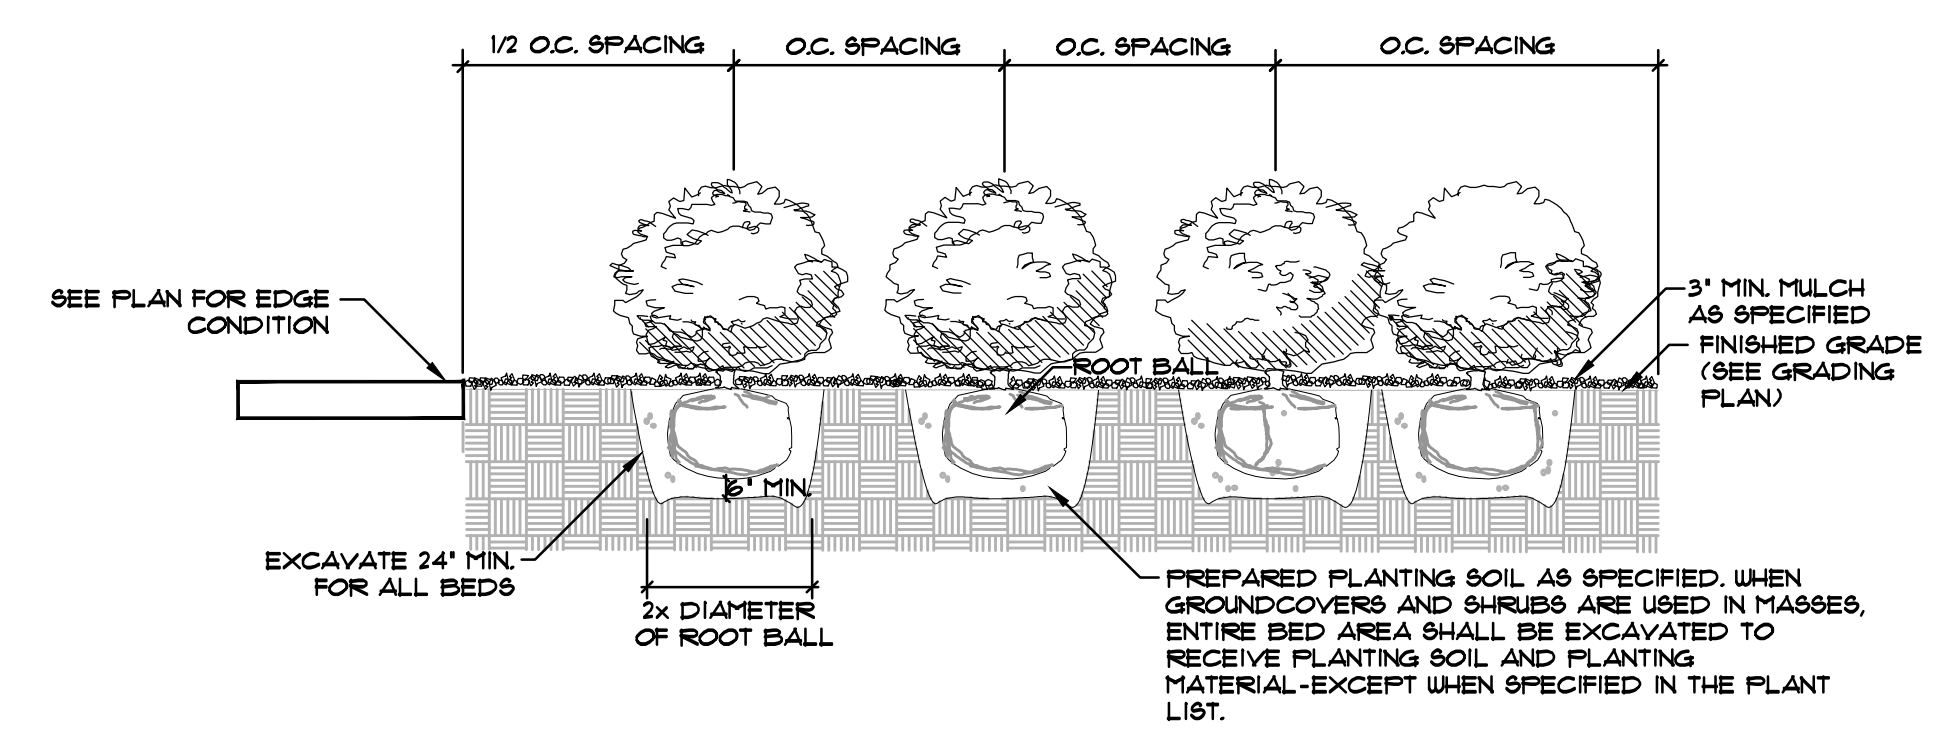 1/2 O.C. SPACING
O.C. SPACING
O.C. SPACING
O.C. SPACING
SEE PLAN FOR EDGE
CONDITION
3" MIN. MULCH
AS SPECIFIED
FINISHED GRADE
(SEE GRADING
PLAN)
ROOT BALL
6" MIN.
EXCAVATE 24" MIN.
FOR ALL BEDS
2x DIAMETER
OF ROOT BALL
PREPARED PLANTING SOIL AS SPECIFIED. WHEN
GROUNDCOVERS AND SHRUBS ARE USED IN MASSES,
ENTIRE BED AREA SHALL BE EXCAVATED TO
RECEIVE PLANTING SOIL AND PLANTING
MATERIAL-EXCEPT WHEN SPECIFIED IN THE PLANT
LIST.